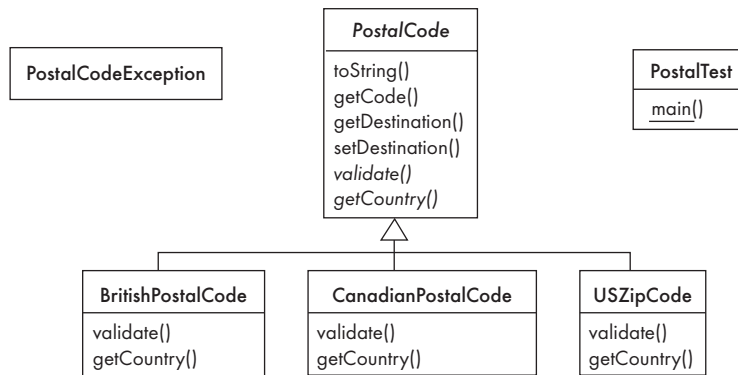 PostalCodeException
PostalCode
toString()
getCode()
getDestination()
setDestination()
validate()
getCountry()
PostalTest
main()
BritishPostalCode
validate()
getCountry()
CanadianPostalCode
validate()
getCountry()
USZipCode
validate()
getCountry()